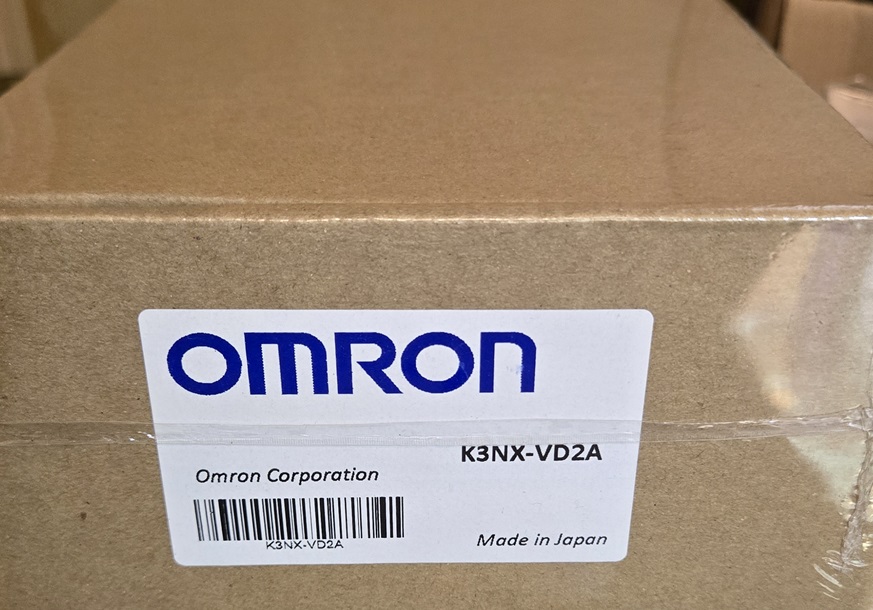 OMRON
K3NX-VD2A
Omron Corporation
K3NX-VD2A
Made in Japan